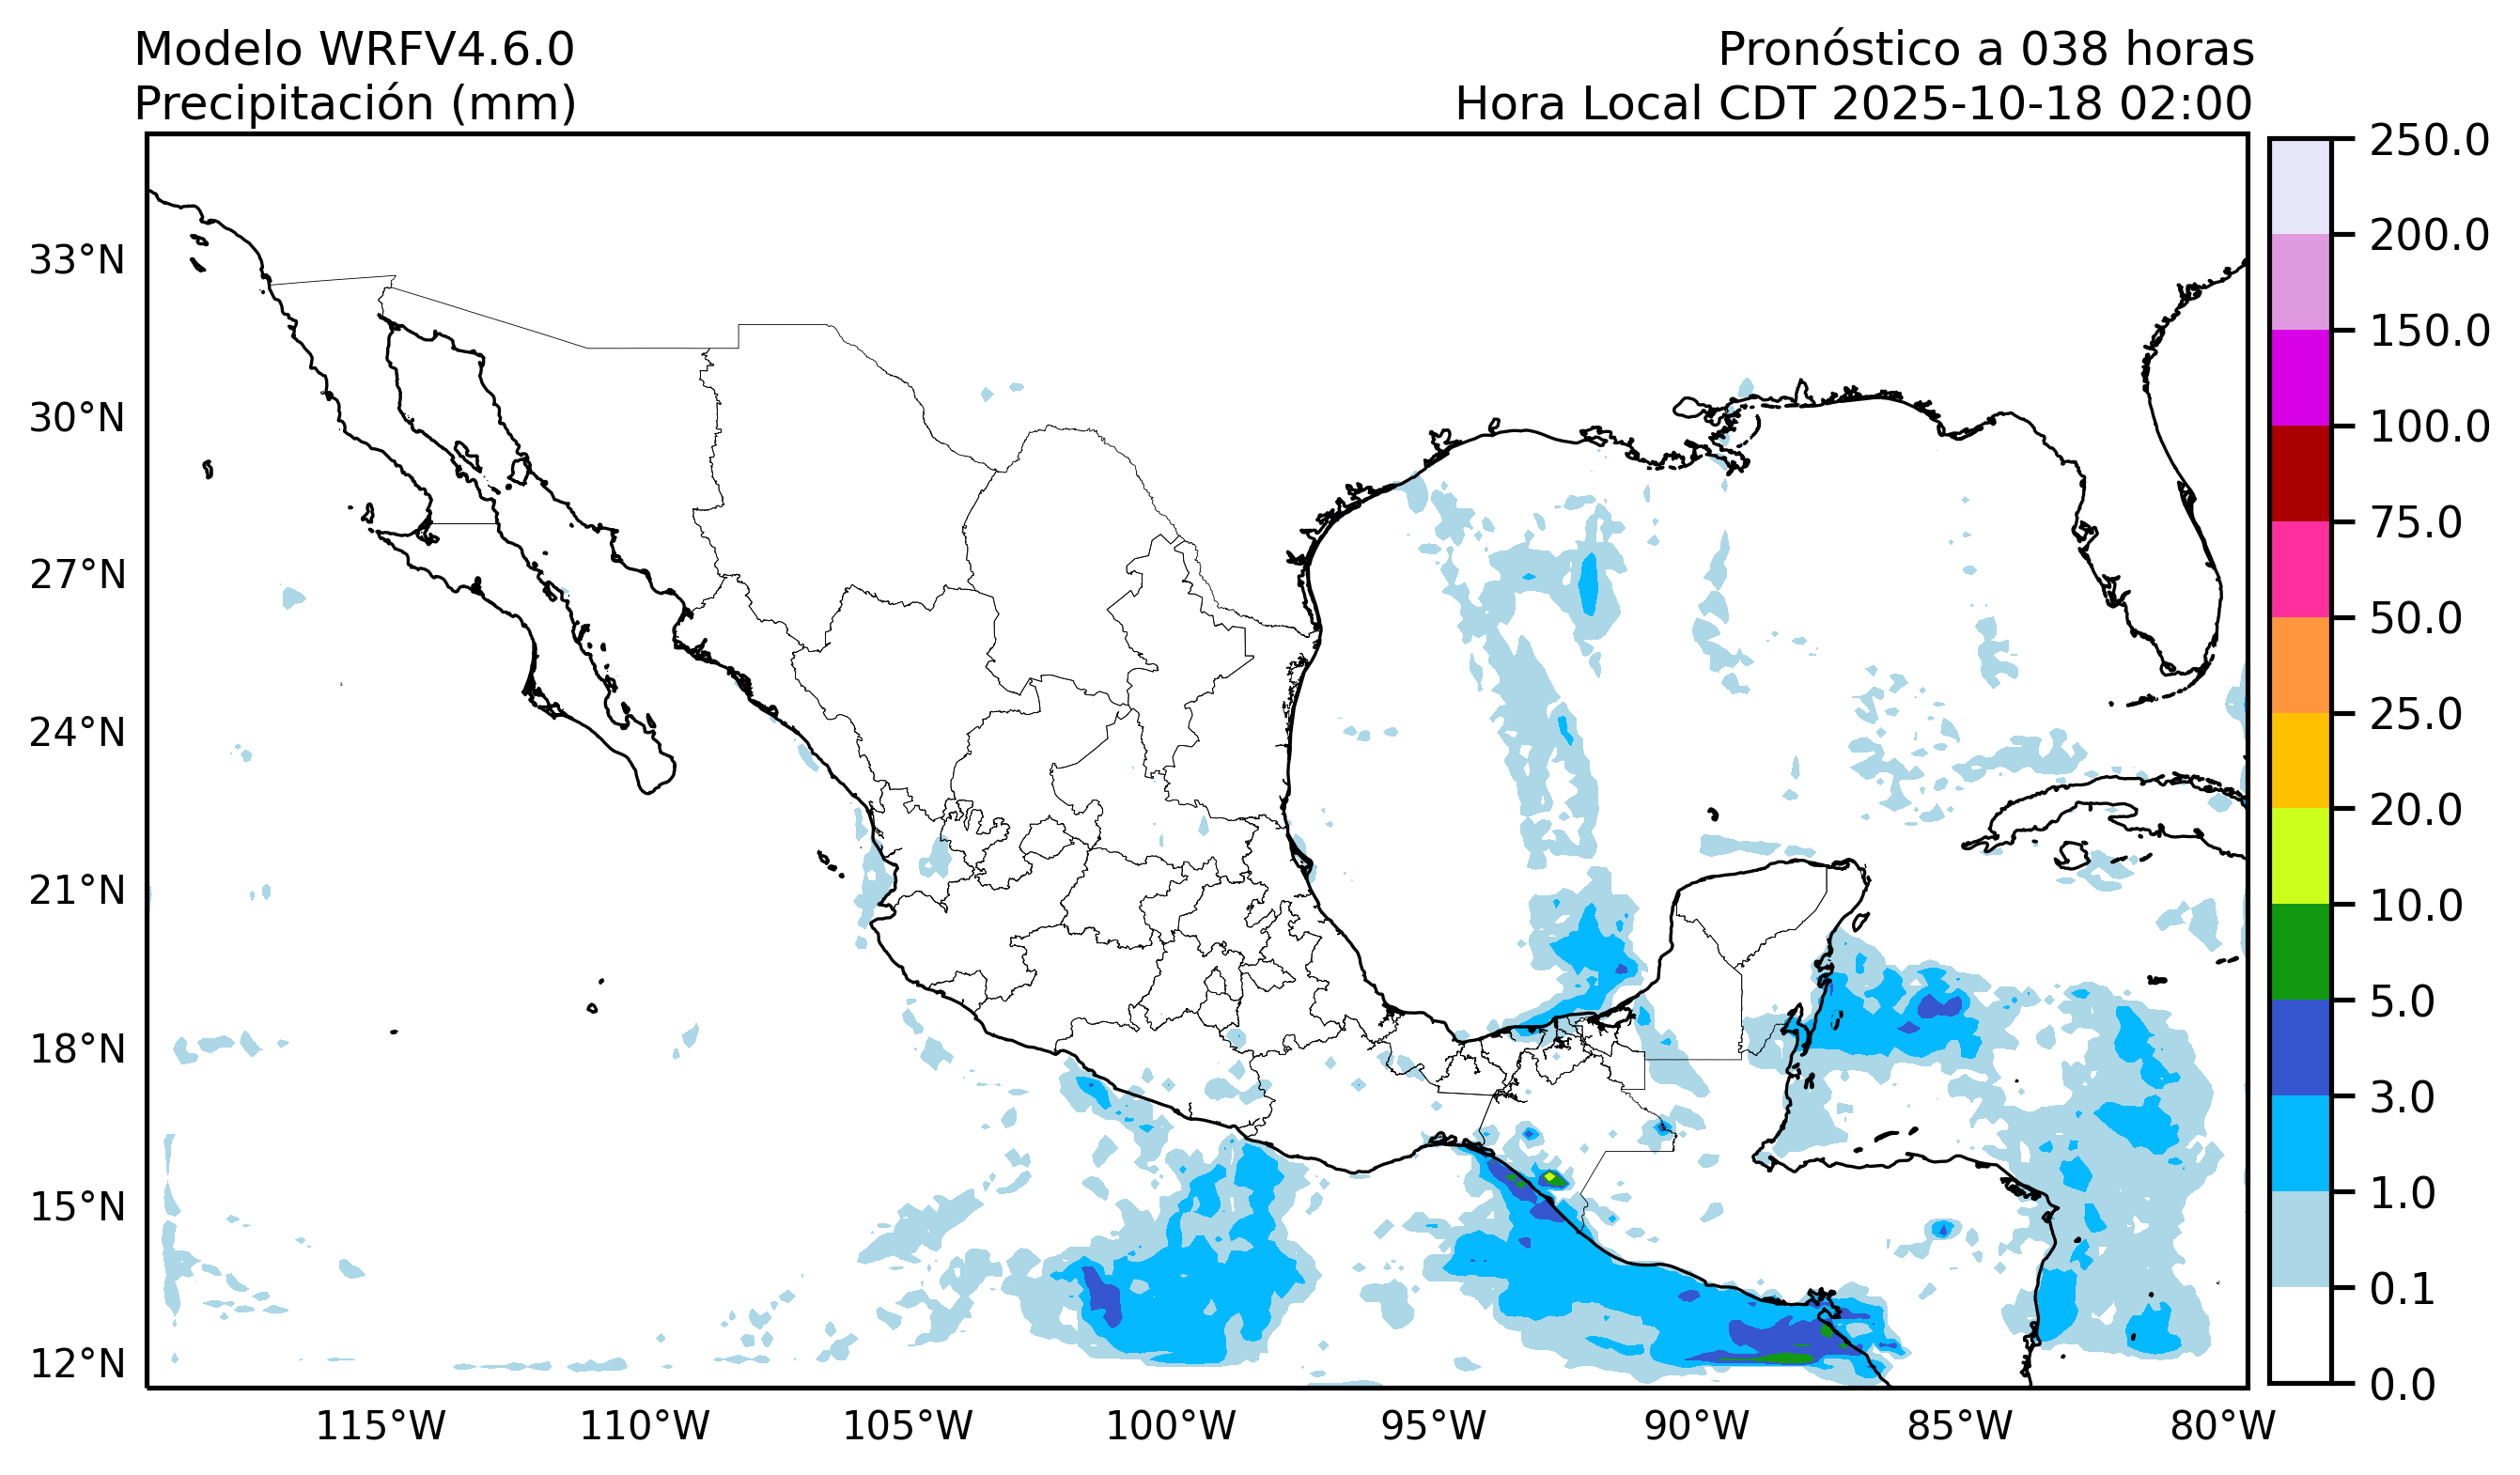 Modelo WRFV4.6.0
Precipitación (mm)
Pronóstico a 038 horas
Hora Local CDT 2025-10-18 02:00
33°N
30°N
27°N
24°N
21°N
18°N
15°N
12°N
115°W
110°W
105°W
100°W
95°W
90°W
85°W
80°W
250.0
200.0
150.0
100.0
75.0
50.0
25.0
20.0
10.0
5.0
3.0
1.0
0.1
0.0